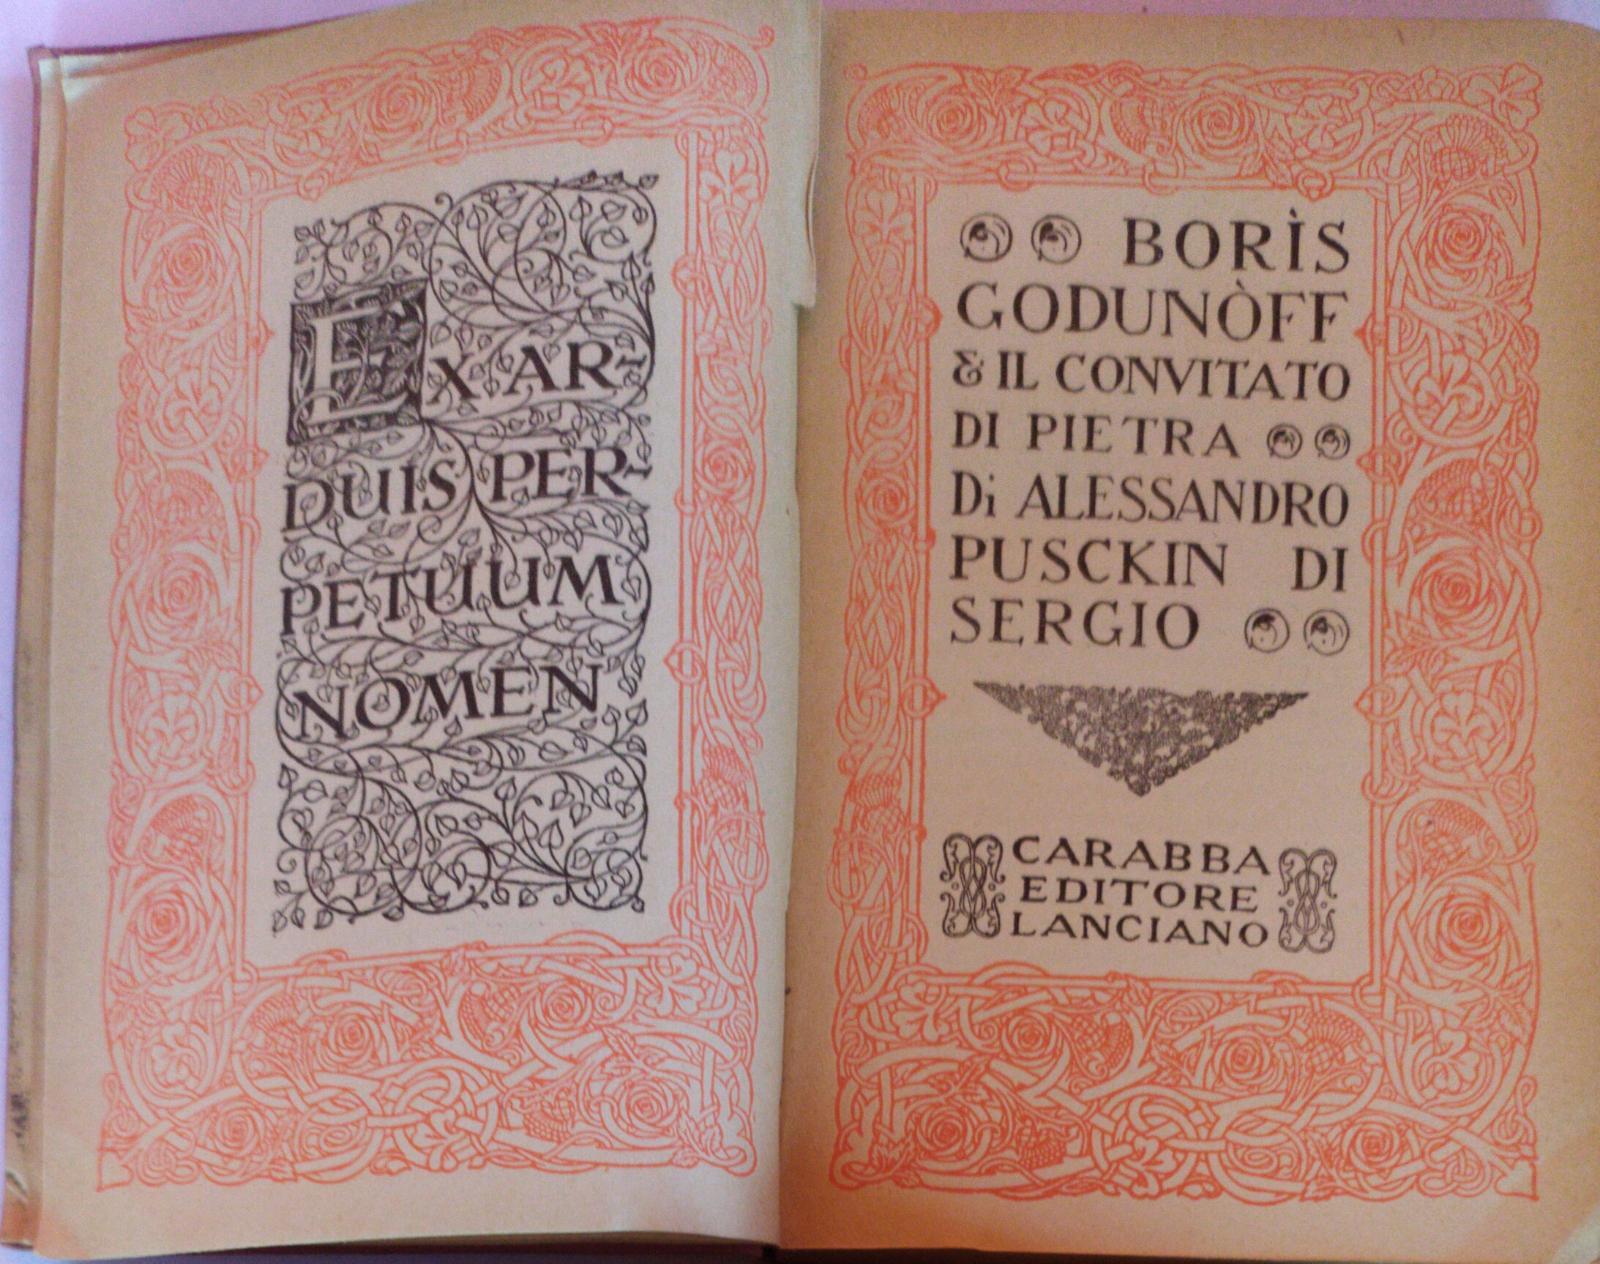 EX AR-
DUIS PER-
PETUUM
NOMEN
BORÌS
GODUNÒFF
& IL CONVITATO
DI PIETRA
Di ALESSANDRO
PUSCKIN DI
SERGIO
CARABBA
EDITORE
LANCIANO